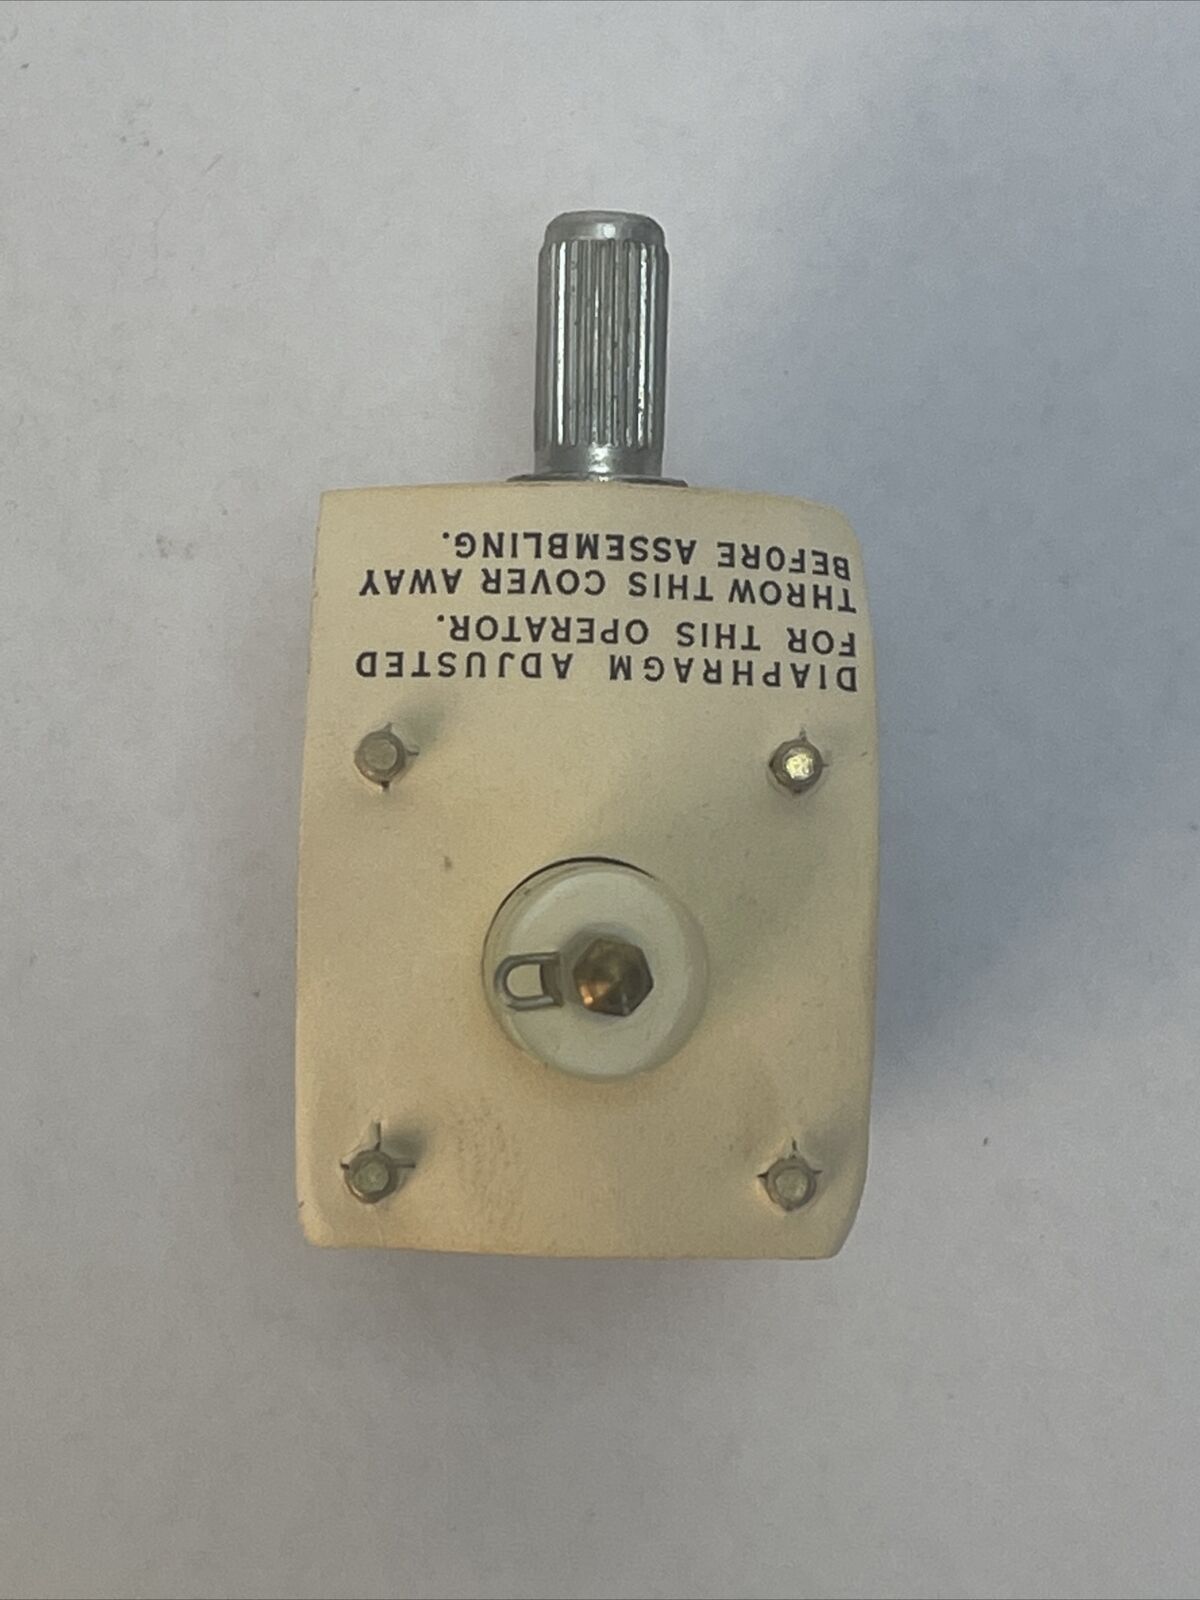 DIAPHRAGM ADJUSTED
FOR THIS OPERATOR.
THROW THIS COVER AWAY
BEFORE ASSEMBLING.